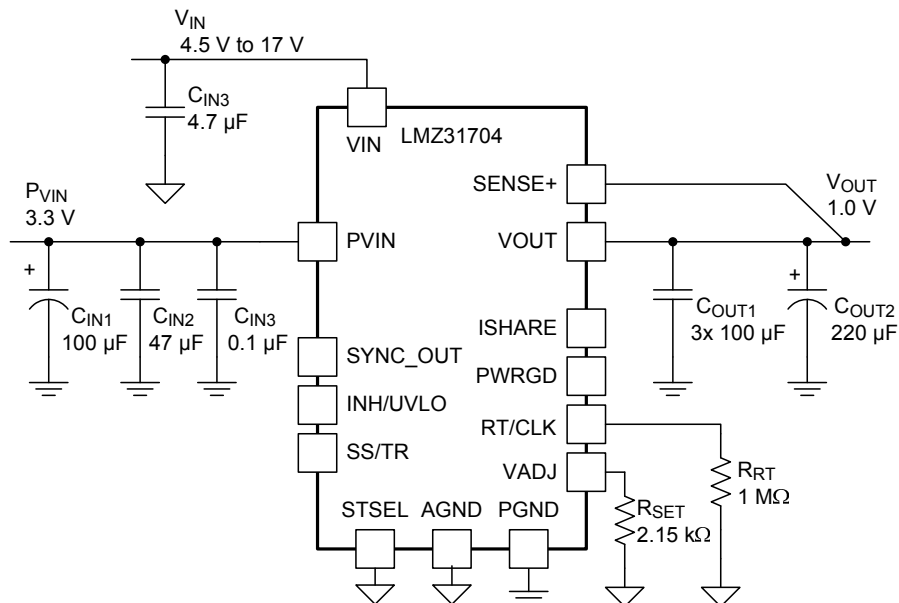 VIN
4.5 V to 17 V
CIN3
4.7 µF
VIN
LMZ31704
SENSE+
VOUT
1.0 V
PVIN
3.3 V
PVIN
VOUT
+
CIN1
100 µF
CIN2
47 µF
CIN3
0.1 µF
COUT1
3x 100 µF
+
COUT2
220 µF
ISHARE
SYNC_OUT
PWRGD
INH/UVLO
RT/CLK
SS/TR
VADJ
RRT
1 MΩ
RSET
2.15 kΩ
STSEL
AGND
PGND